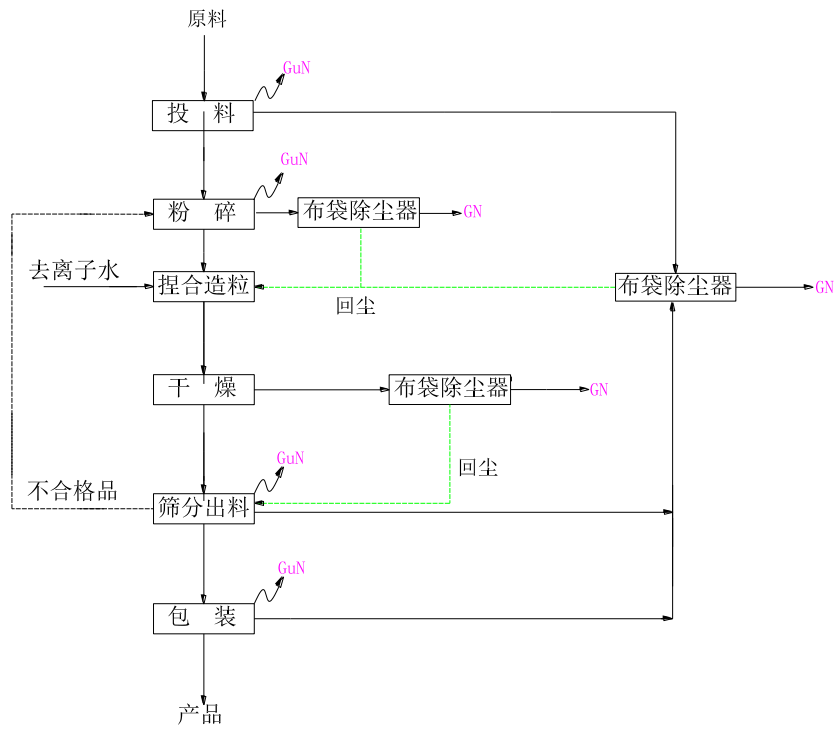 原料
GuN
投 料
GuN
粉 碎
布袋除尘器
GN
去离子水
捏合造粒
回尘
布袋除尘器
GN
干 燥
布袋除尘器
GN
GuN
回尘
不合格品
筛分出料
GuN
包 装
产品